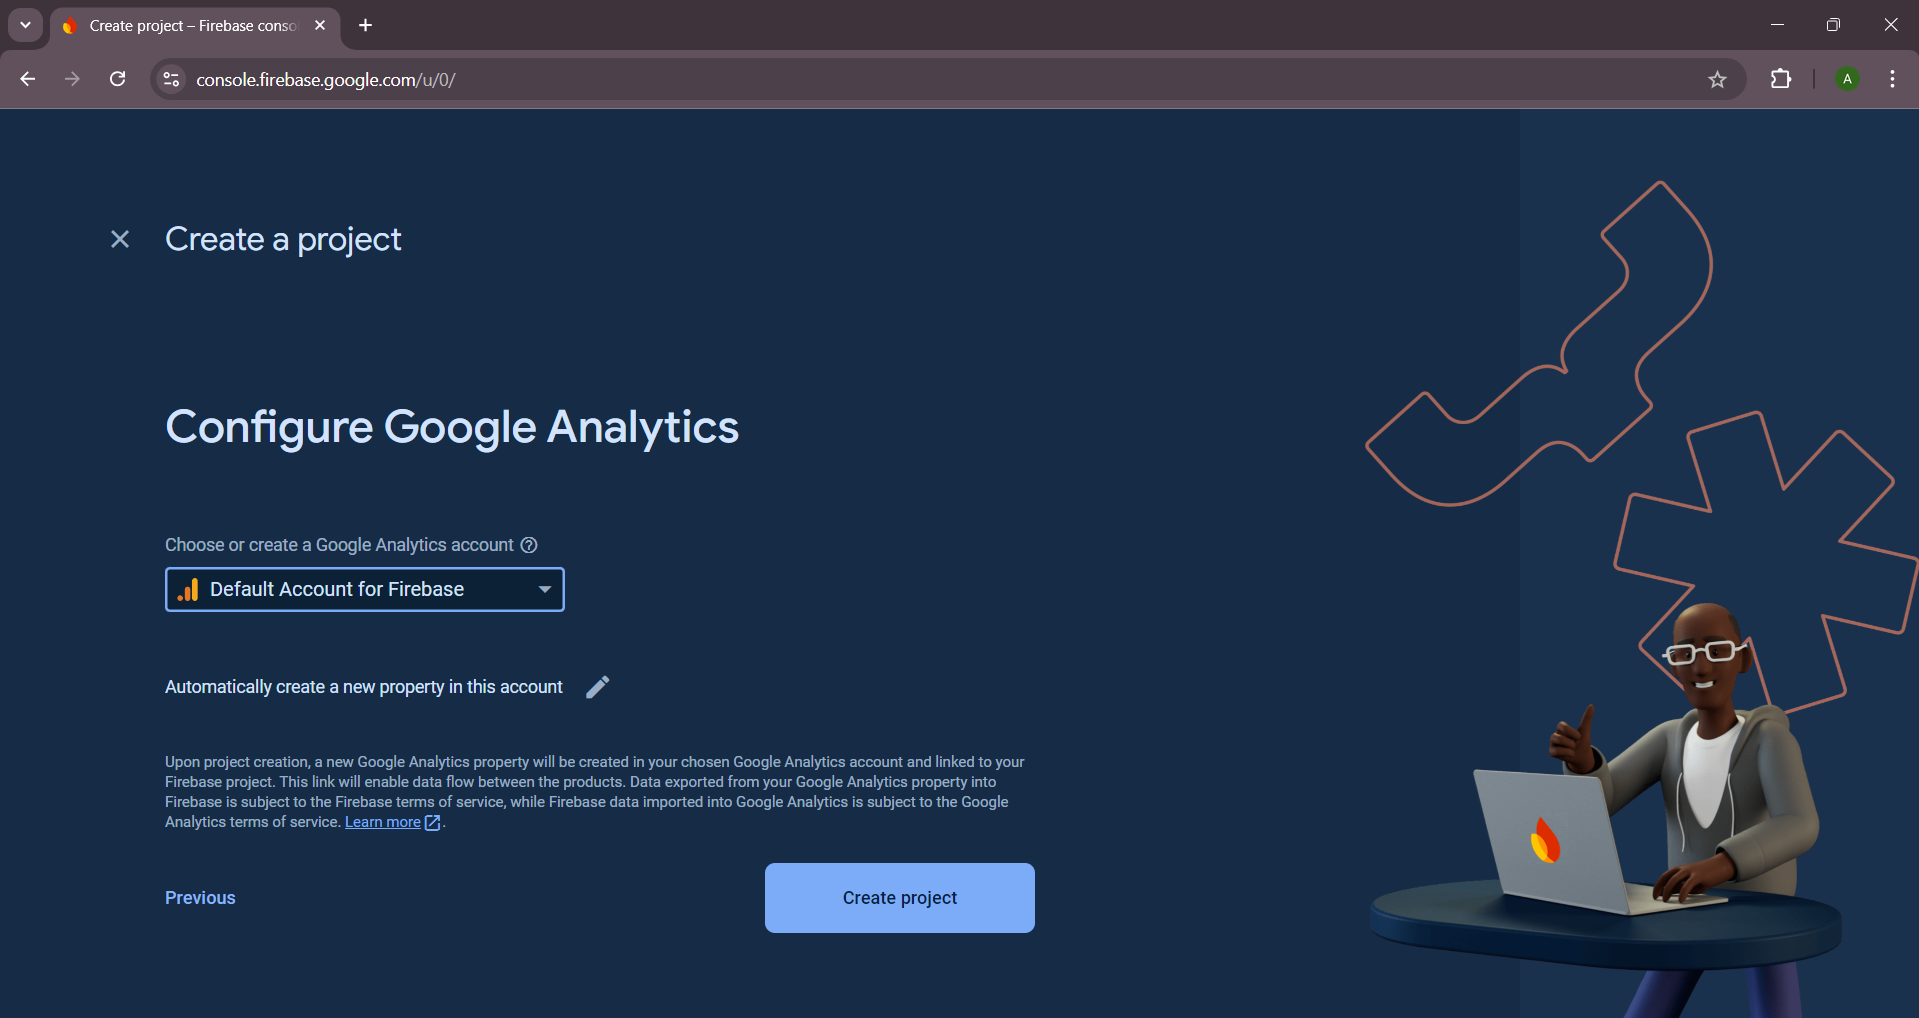 Create project – Firebase conso
console.firebase.google.com/u/0/
A
Create a project
Configure Google Analytics
Choose or create a Google Analytics account
Default Account for Firebase
Automatically create a new property in this account
Upon project creation, a new Google Analytics property will be created in your chosen Google Analytics account and linked to your
Firebase project. This link will enable data flow between the products. Data exported from your Google Analytics property into
Firebase is subject to the Firebase terms of service, while Firebase data imported into Google Analytics is subject to the Google
Analytics terms of service. Learn more.
Previous
Create project